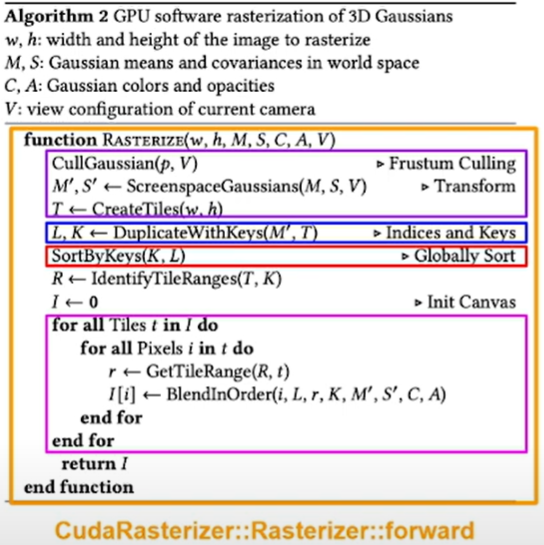 Algorithm 2 GPU software rasterization of 3D Gaussians
w, h: width and height of the image to rasterize
M, S: Gaussian means and covariances in world space
C, A: Gaussian colors and opacities
V: view configuration of current camera
function RASTERIZE(w, h, M, S, C, A, V)
CullGaussian(p, V) ▹ Frustum Culling
M′, S′ ← ScreenspaceGaussians(M, S, V) ▹ Transform
T ← CreateTiles(w, h)
L, K ← DuplicateWithKeys(M′, T) ▹ Indices and Keys
SortByKeys(K, L) ▹ Globally Sort
R ← IdentifyTileRanges(T, K)
I ← 0 ▹ Init Canvas
for all Tiles t in I do
for all Pixels i in t do
r ← GetTileRange(R, t)
I[i] ← BlendInOrder(i, L, r, K, M′, S′, C, A)
end for
end for
return I
end function
CudaRasterizer::Rasterizer::forward